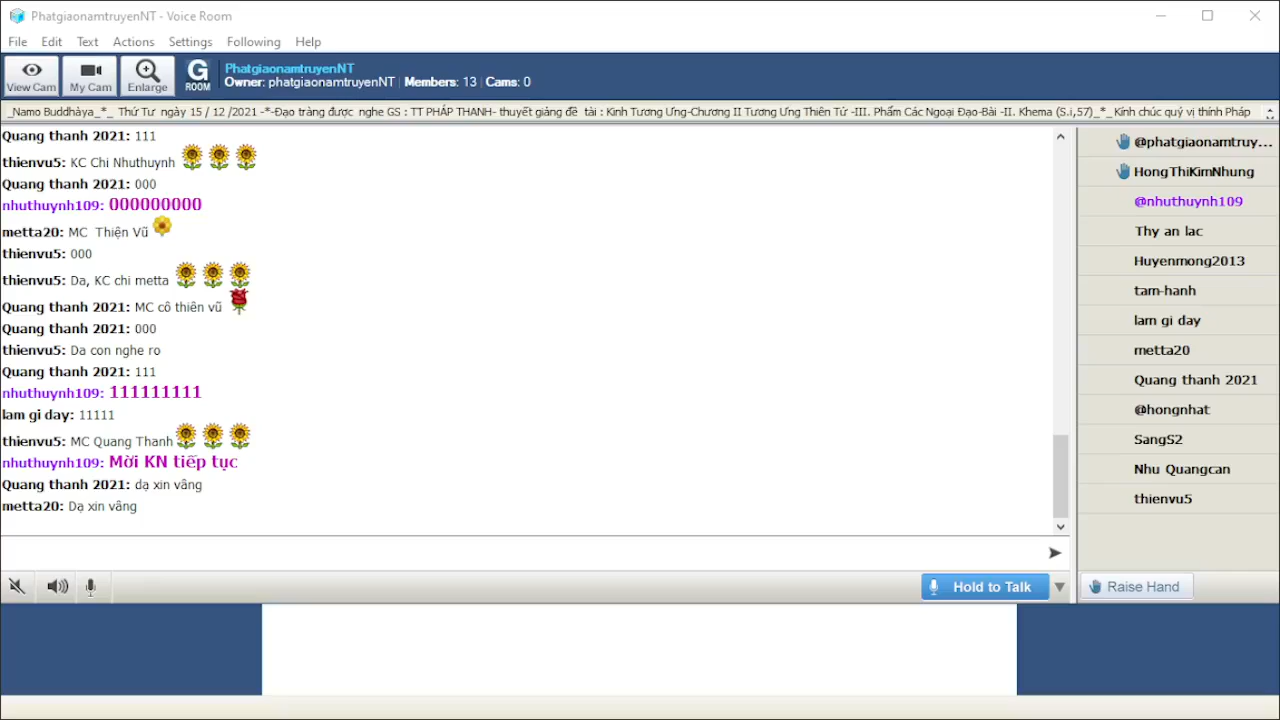 PhatgiaonamtruyenNT - Voice Room
File Edit Text Actions Settings Following Help
View Cam My Cam Enlarge G ROOM
PhatgiaonamtruyenNT
Owner: phatgiaonamtruyenNT | Members: 13 | Cams: 0
_Namo Buddhàya_*_ Thứ Tư ngày 15 / 12 /2021 -*-Đạo tràng được nghe GS : TT PHÁP THANH- thuyết giảng đề tài : Kinh Tương Ưng-Chương II Tương Ưng Thiên Tử -III. Phẩm Các Ngoại Đạo-Bài -II. Khema (S.i,57)_*_Kính chúc quý vị thính Pháp
Quang thanh 2021: 111
thienvu5: KC Chi Nhuthuynh
Quang thanh 2021: 000
nhuthuynh109: 000000000
metta20: MC Thiện Vũ
thienvu5: 000
thienvu5: Da, KC chi metta
Quang thanh 2021: MC cô thiên vũ
Quang thanh 2021: 000
thienvu5: Da con nghe ro
Quang thanh 2021: 111
nhuthuynh109: 111111111
lam gi day: 11111
thienvu5: MC Quang Thanh
nhuthuynh109: Mời KN tiếp tục
Quang thanh 2021: dạ xin vâng
metta20: Dạ xin vâng
@phatgiaonamtruy...
HongThiKimNhung
@nhuthuynh109
Thy an lac
Huyenmong2013
tam-hanh
lam gi day
metta20
Quang thanh 2021
@hongnhat
SangS2
Nhu Quangcan
thienvu5
Hold to Talk
Raise Hand